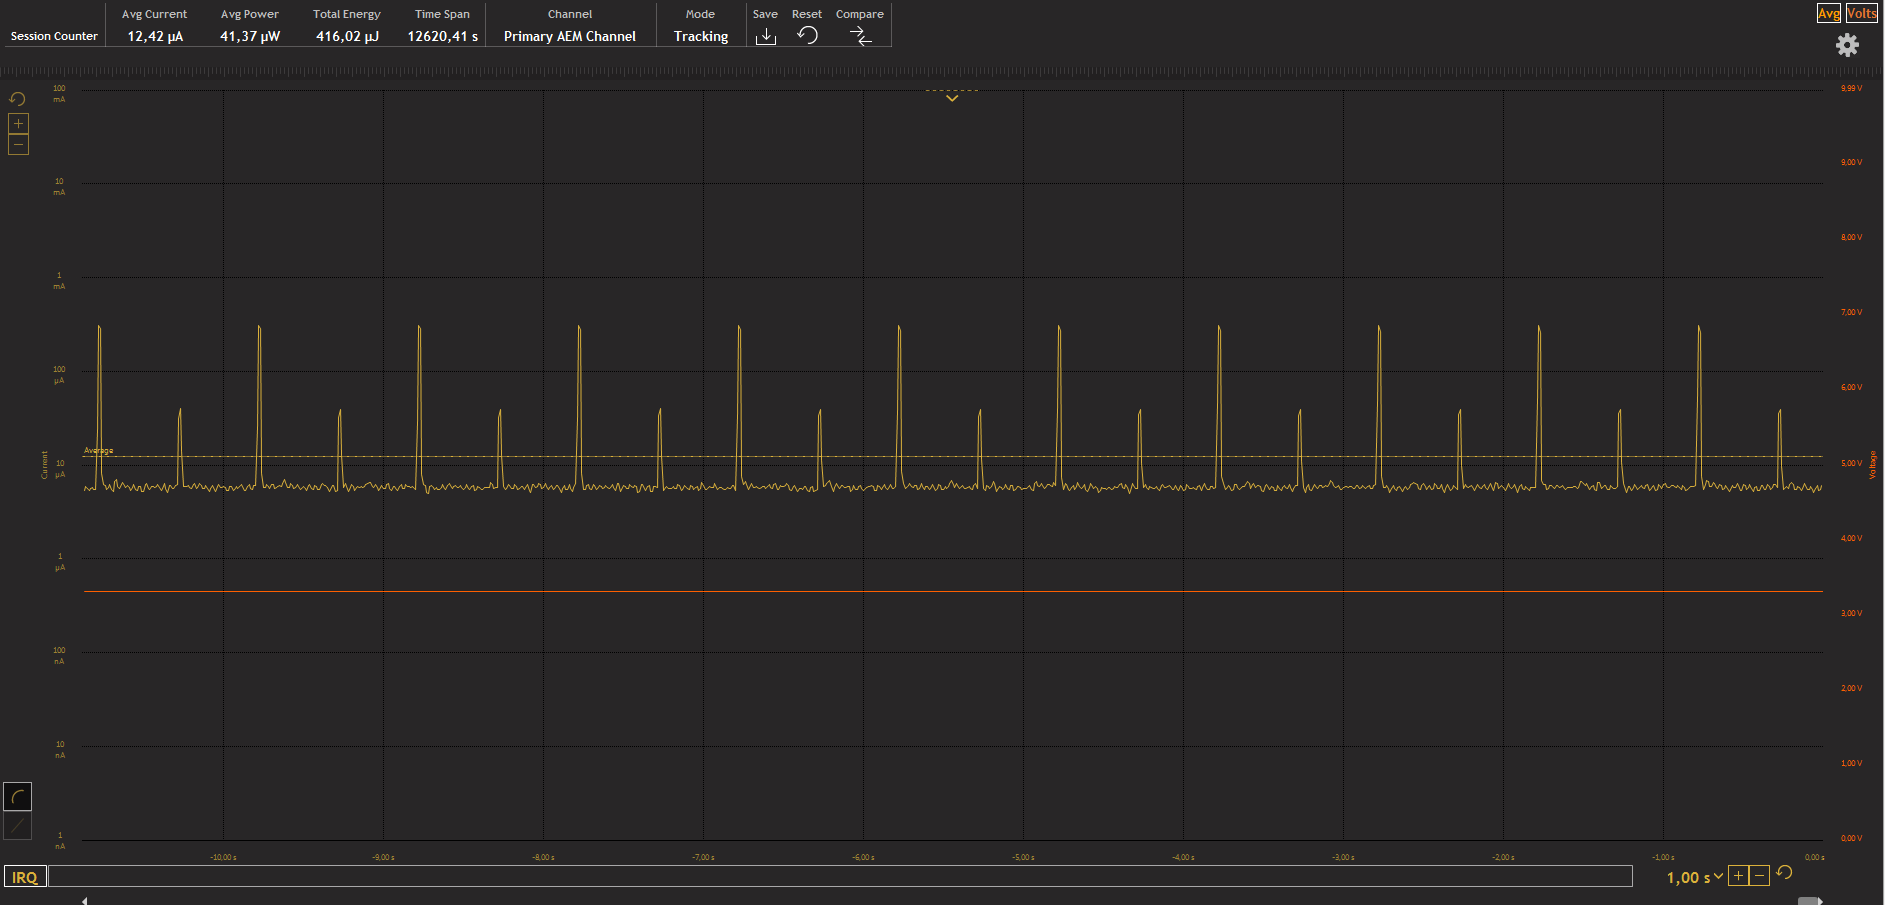 Avg Current Avg Power Total Energy Time Span Channel Mode Save Reset Compare Avg Volts
Session Counter 12,42 µA 41,37 µW 416,02 µJ 12620,41 s Primary AEM Channel Tracking
100 mA
10 mA
1 mA
100 µA
10 µA
1 µA
100 nA
10 nA
1 nA
Current
Average
9,99 V
9,00 V
8,00 V
7,00 V
6,00 V
5,00 V
4,00 V
3,00 V
2,00 V
1,00 V
0,00 V
Voltage
-10,00 s -9,00 s -8,00 s -7,00 s -6,00 s -5,00 s -4,00 s -3,00 s -2,00 s -1,00 s 0,00 s
IRQ 1,00 s